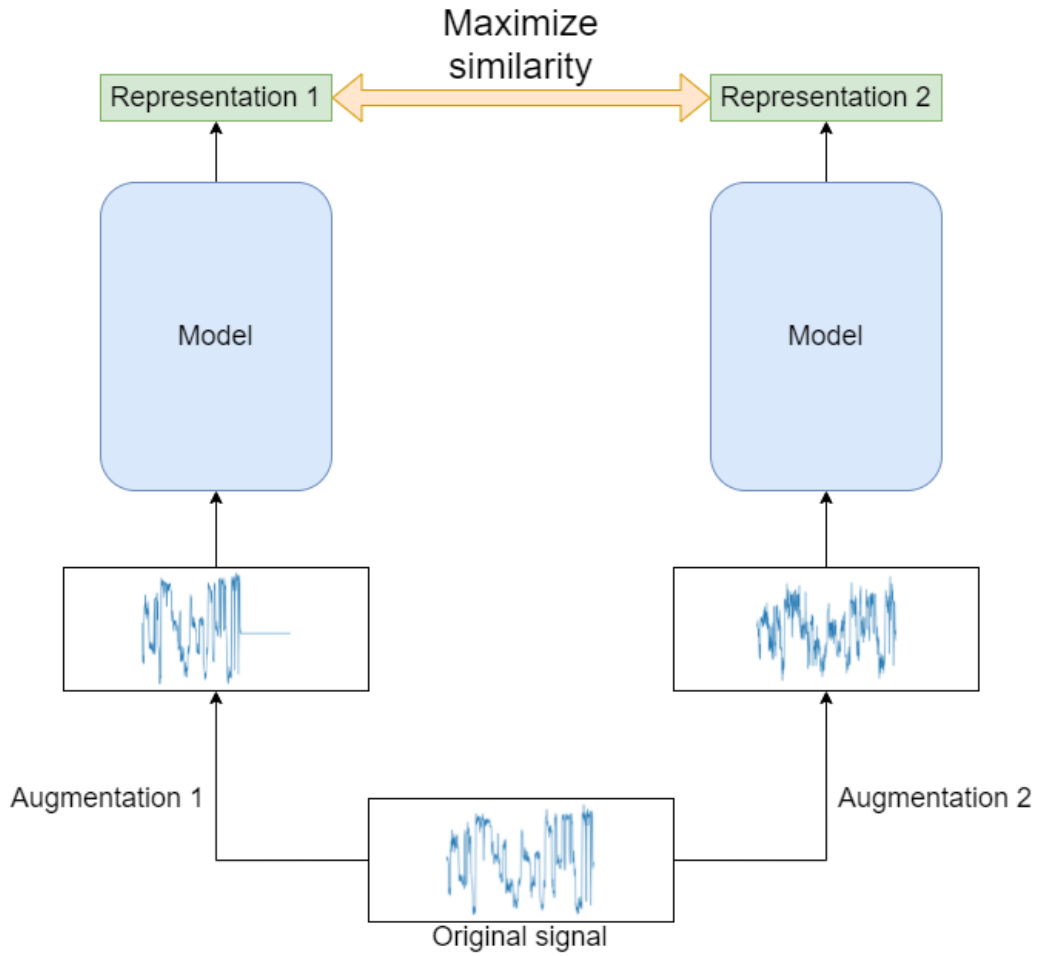 Maximize
similarity
Representation 1
Representation 2
Model
Model
Augmentation 1
Augmentation 2
Original signal